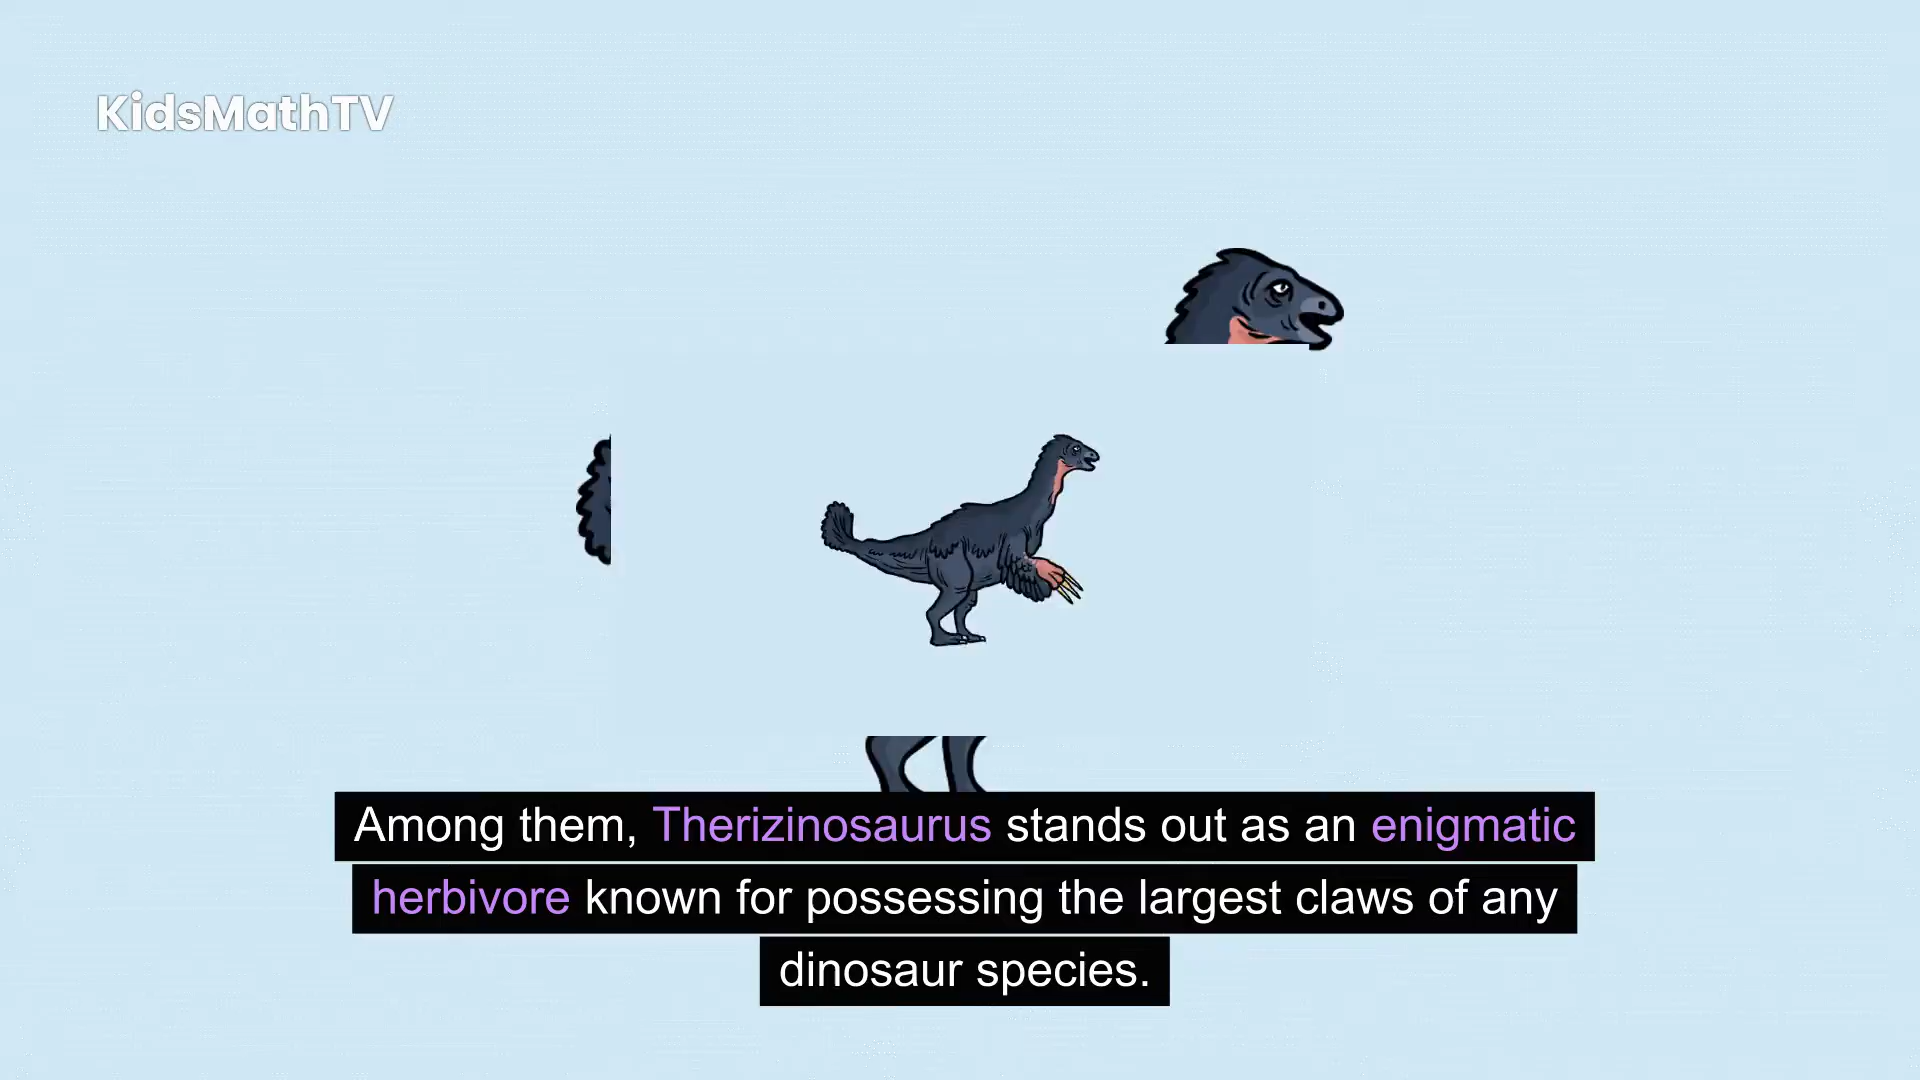 KidsMathTV
Among them, Therizinosaurus stands out as an enigmatic
herbivore known for possessing the largest claws of any
dinosaur species.